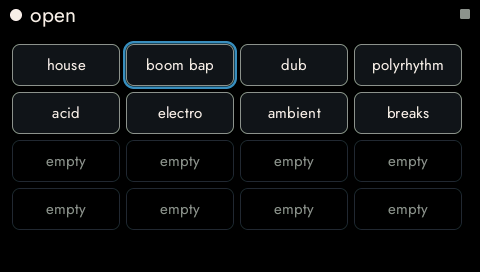 open
house boom bap dub polyrhythm
acid electro ambient breaks
empty empty empty empty
empty empty empty empty